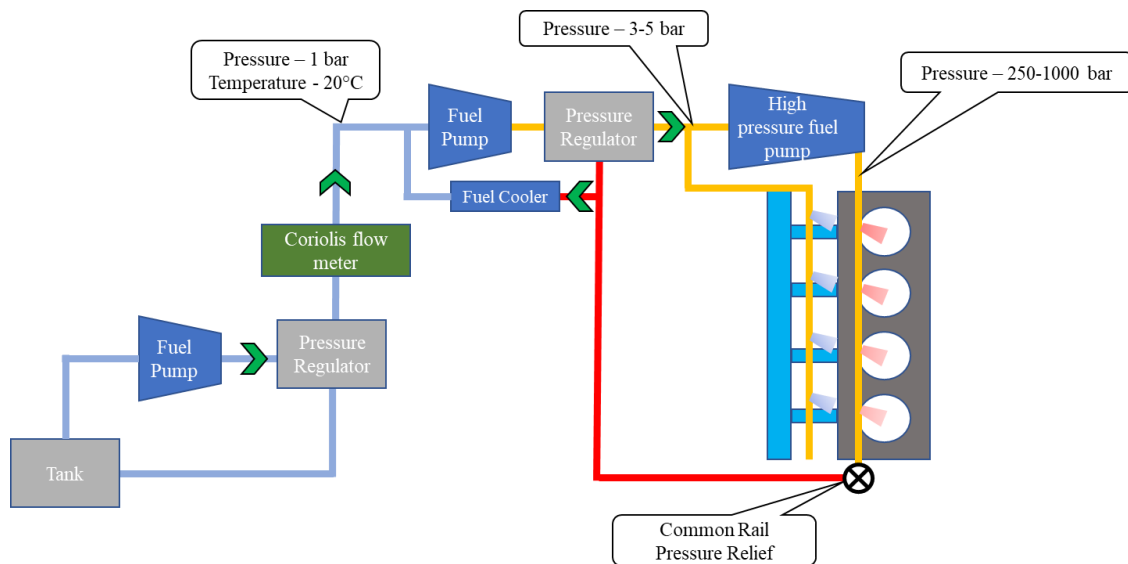 Pressure – 1 bar
Temperature - 20°C
Pressure – 3-5 bar
Pressure – 250-1000 bar
Fuel
Pump
Pressure
Regulator
High
pressure fuel
pump
Fuel Cooler
Coriolis flow
meter
Fuel
Pump
Pressure
Regulator
Tank
Common Rail
Pressure Relief